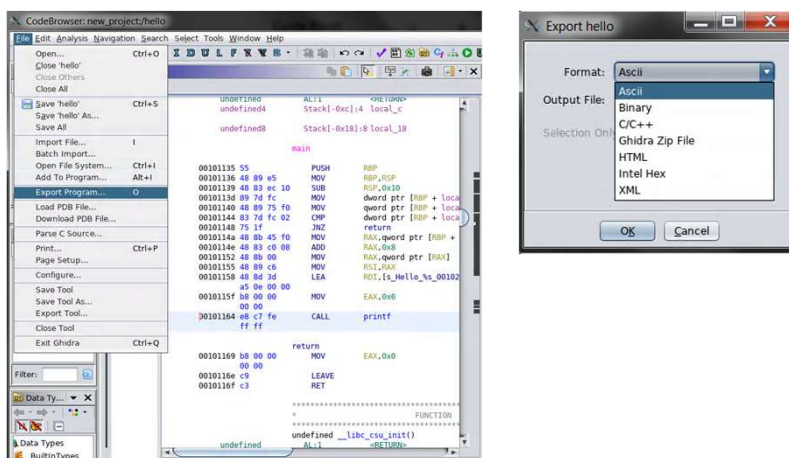 CodeBrowser: new_project:/hello
File Edit Analysis Navigation Search Select Tools Window Help
Open... Ctrl+O
Close 'hello'
Close Others
Close All
Save 'hello' Ctrl+S
Save 'hello' As...
Save All
Import File... I
Batch Import...
Open File System... Ctrl+I
Add To Program... Alt+I
Export Program... O
Load PDB File...
Download PDB File...
Parse C Source...
Print... Ctrl+P
Page Setup...
Configure...
Save Tool
Save Tool As...
Export Tool...
Close Tool
Exit Ghidra Ctrl+Q
Filter:
Data Ty...
Data Types
BuiltInTypes
I D U L F R V B
undefined AL:1 <RETURN>
undefined4 Stack[-0xc]:4 local_c
undefined8 Stack[-0x18]:8 local_18
main
00101135 55 PUSH RBP
00101136 48 89 e5 MOV RBP,RSP
00101139 48 83 ec 10 SUB RSP,0x10
0010113d 89 7d fc MOV dword ptr [RBP + loca
00101140 48 89 75 f0 MOV qword ptr [RBP + loca
00101144 83 7d fc 02 CMP dword ptr [RBP + loca
00101148 75 1f JNZ return
0010114a 48 8b 45 f0 MOV RAX,qword ptr [RBP +
0010114e 48 83 c0 08 ADD RAX,0x8
00101152 48 8b 00 MOV RAX,qword ptr [RAX]
00101155 48 89 c6 MOV RSI,RAX
00101158 48 8d 3d LEA RDI,[s_Hello_%s_00102
a5 0e 00 00
0010115f b8 00 00 MOV EAX,0x0
00 00
00101164 e8 c7 fe CALL printf
ff ff
return
00101169 b8 00 00 MOV EAX,0x0
00 00
0010116e c9 LEAVE
0010116f c3 RET
* FUNCTION
undefined __libc_csu_init()
undefined AL:1 <RETURN>
Export hello
Format: Ascii
Output File:
Selection Only
Ascii
Binary
C/C++
Ghidra Zip File
HTML
Intel Hex
XML
OK Cancel